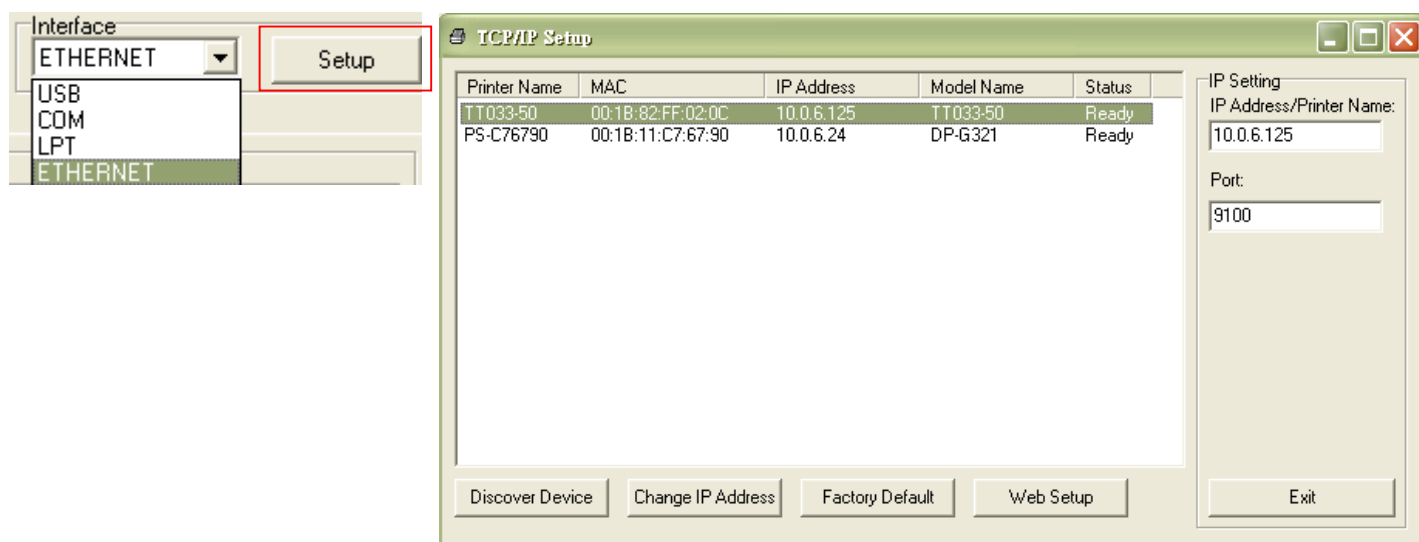 Interface
ETHERNET
Setup
USB
COM
LPT
ETHERNET
TCP/IP Setup
Printer Name MAC IP Address Model Name Status
TT033-50 00:1B:82:FF:02:0C 10.0.6.125 TT033-50 Ready
PS-C76790 00:1B:11:C7:67:90 10.0.6.24 DP-G321 Ready
IP Setting
IP Address/Printer Name:
10.0.6.125
Port:
9100
Discover Device Change IP Address Factory Default Web Setup Exit